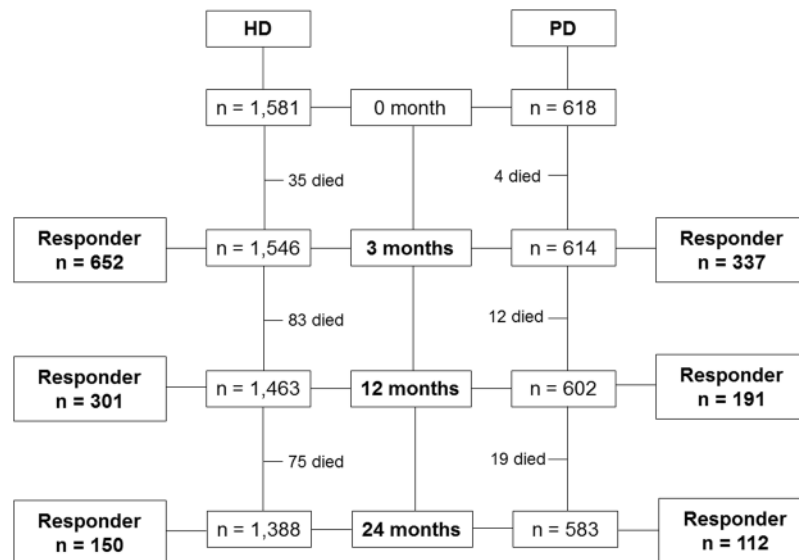 HD
PD
n = 1,581
0 month
n = 618
35 died
4 died
Responder
n = 652
n = 1,546
3 months
n = 614
Responder
n = 337
83 died
12 died
Responder
n = 301
n = 1,463
12 months
n = 602
Responder
n = 191
75 died
19 died
Responder
n = 150
n = 1,388
24 months
n = 583
Responder
n = 112